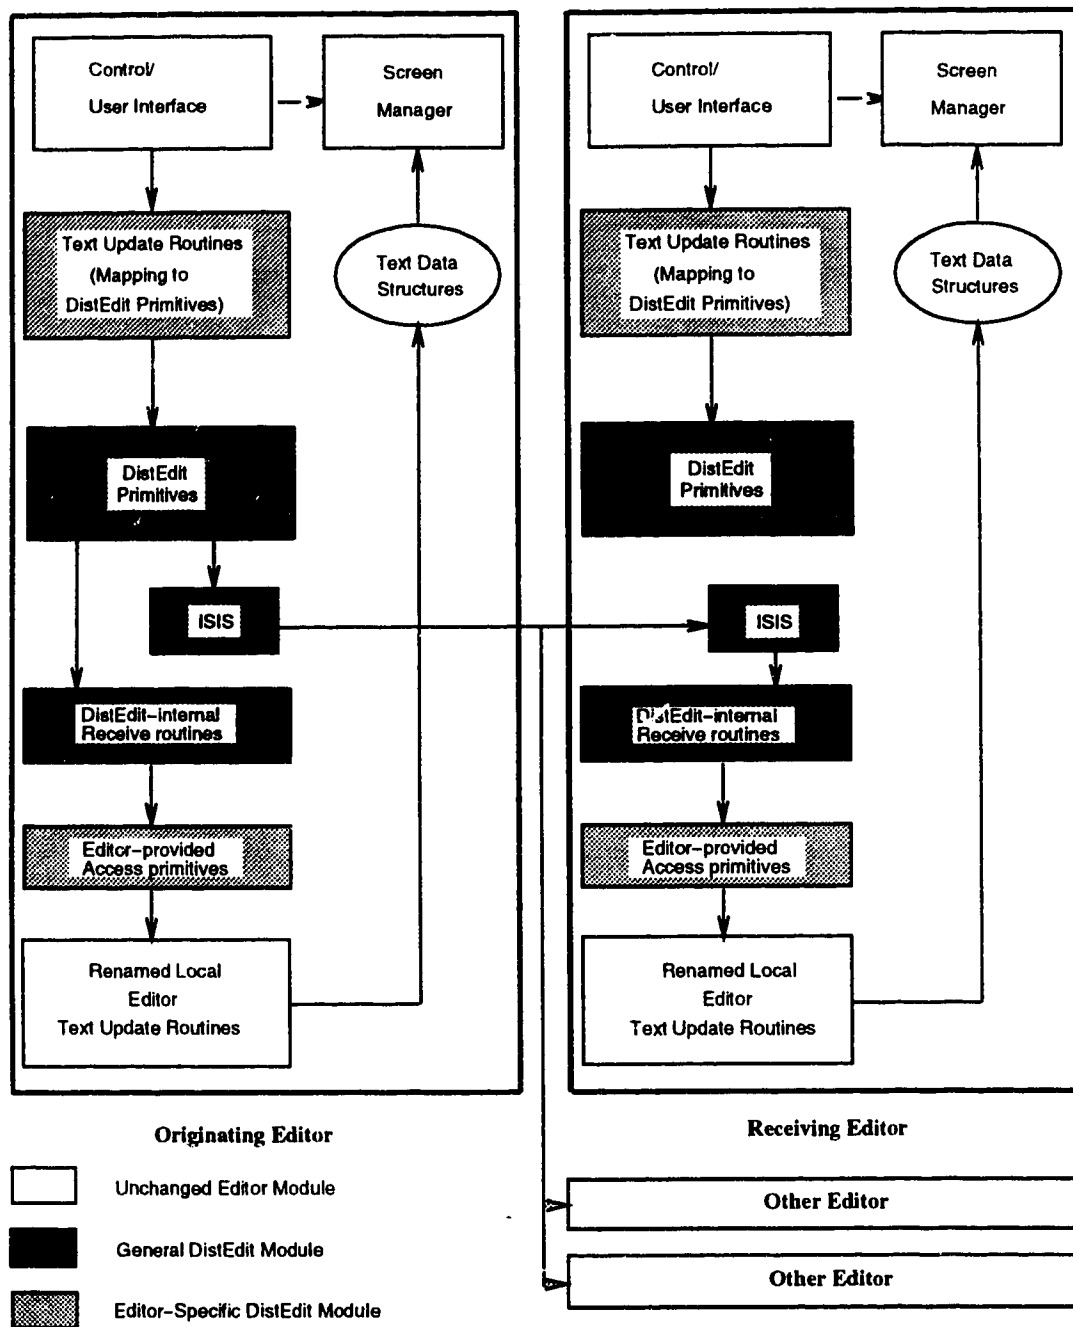 Control/
User Interface
Screen
Manager
Text Update Routines
(Mapping to
DistEdit Primitives)
Text Data
Structures
DistEdit
Primitives
ISIS
DistEdit-internal
Receive routines
Editor-provided
Access primitives
Renamed Local
Editor
Text Update Routines
Originating Editor
Control/
User Interface
Screen
Manager
Text Update Routines
(Mapping to
DistEdit Primitives)
Text Data
Structures
DistEdit
Primitives
ISIS
DistEdit-internal
Receive routines
Editor-provided
Access primitives
Renamed Local
Editor
Text Update Routines
Receiving Editor
Other Editor
Other Editor
Unchanged Editor Module
General DistEdit Module
Editor-Specific DistEdit Module